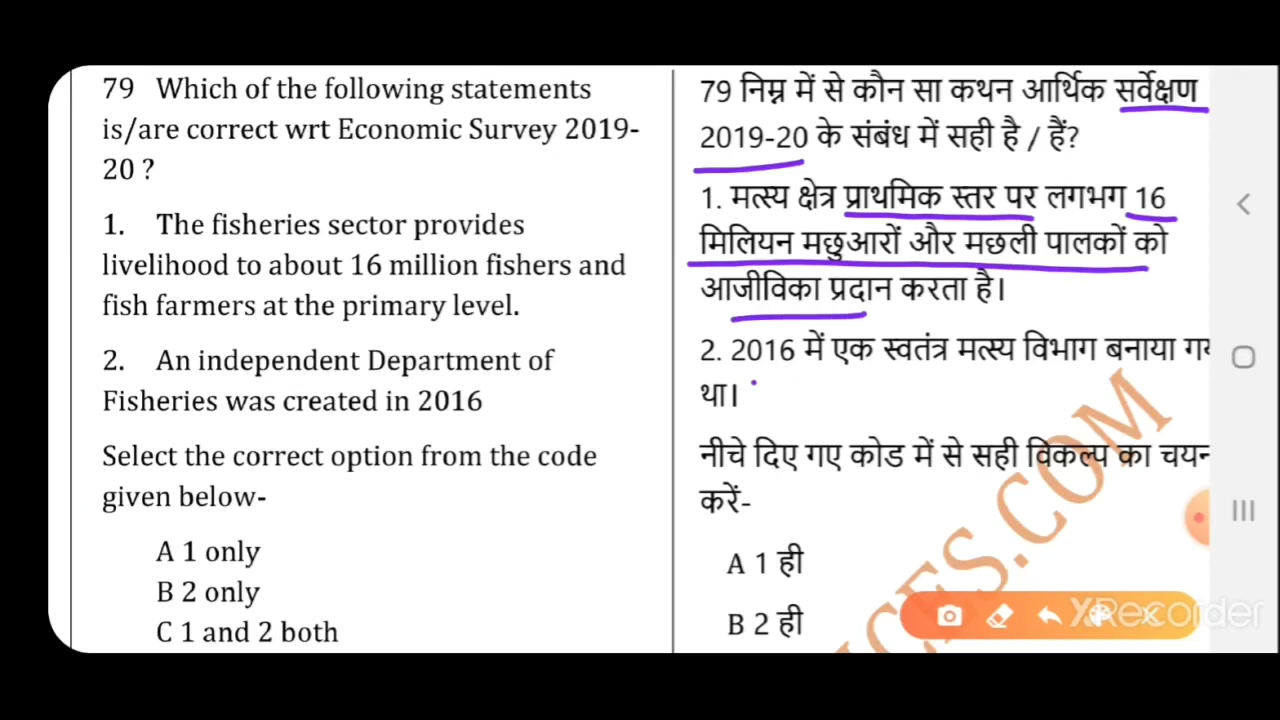 79 Which of the following statements
is/are correct wrt Economic Survey 2019-
20 ?
1. The fisheries sector provides
livelihood to about 16 million fishers and
fish farmers at the primary level.
2. An independent Department of
Fisheries was created in 2016
Select the correct option from the code
given below-
A 1 only
B 2 only
C 1 and 2 both
79 निम्न में से कौन सा कथन आर्थिक सर्वेक्षण
2019-20 के संबंध में सही है / हैं?
1. मत्स्य क्षेत्र प्राथमिक स्तर पर लगभग 16
मिलियन मछुआरों और मछली पालकों को
आजीविका प्रदान करता है।
2. 2016 में एक स्वतंत्र मत्स्य विभाग बनाया
था।
नीचे दिए गए कोड में से सही विकल्प का चयन
करें-
A 1 ही
B 2 ही
XRecorder